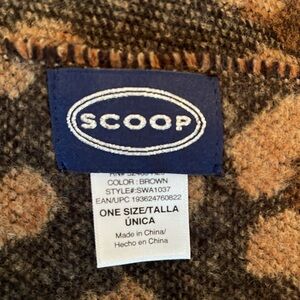 SCOOP
COLOR: BROWN
STYLE#:SWA1037
EAN/UPC 193624760822
ONE SIZE/TALLA
ÚNICA
Made in China/
Hecho en China